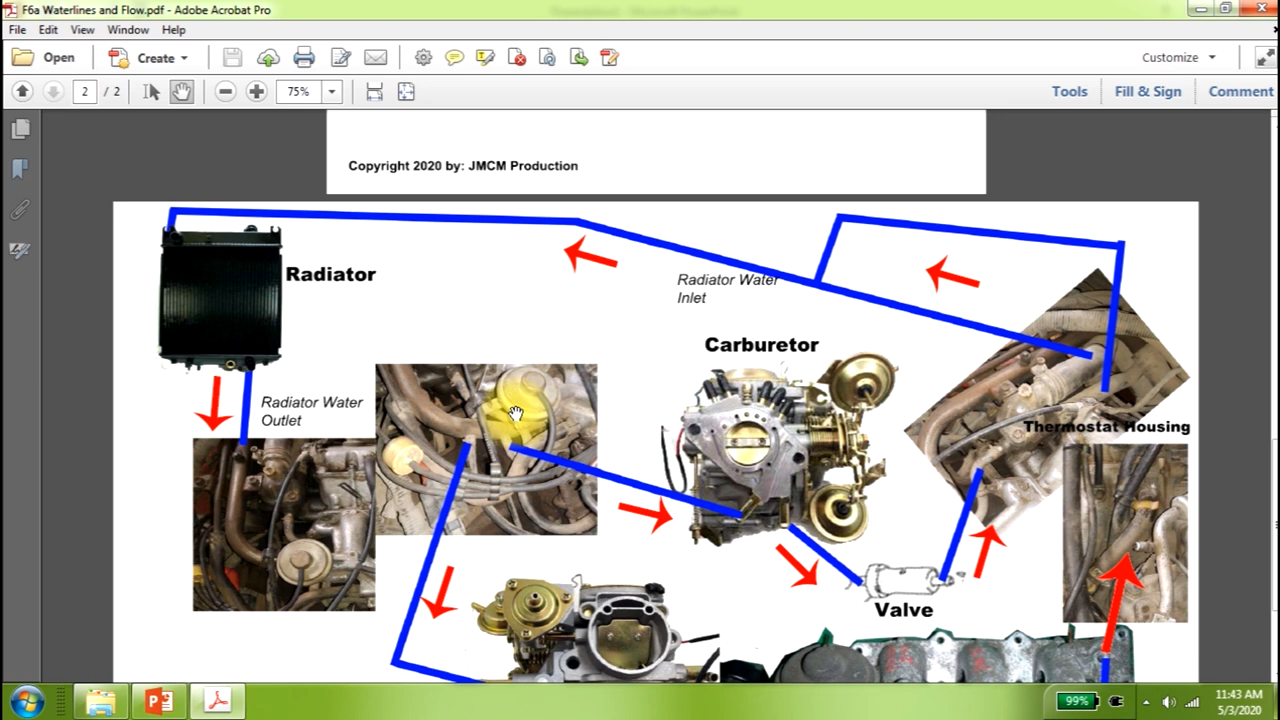 F6a Waterlines and Flow.pdf - Adobe Acrobat Pro
File Edit View Window Help
Open Create Customize
2 / 2 75% Tools Fill & Sign Comment
Copyright 2020 by: JMCM Production
Radiator
Radiator Water
Inlet
Carburetor
Radiator Water
Outlet
Thermostat Housing
Valve
99% 11:43 AM
5/3/2020